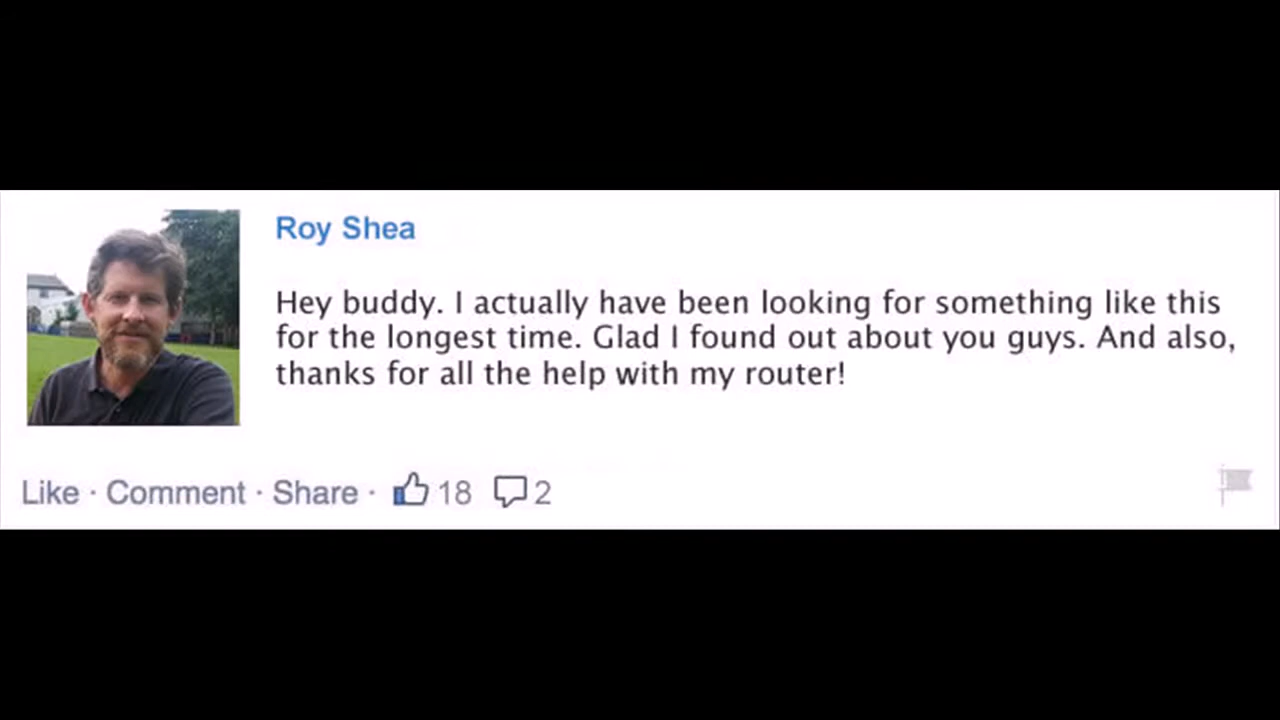 Roy Shea
Hey buddy. I actually have been looking for something like this
for the longest time. Glad I found out about you guys. And also,
thanks for all the help with my router!
Like · Comment · Share · 18 2